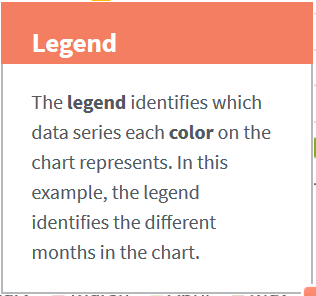 Legend
The legend identifies which
data series each color on the
chart represents. In this
example, the legend
identifies the different
months in the chart.